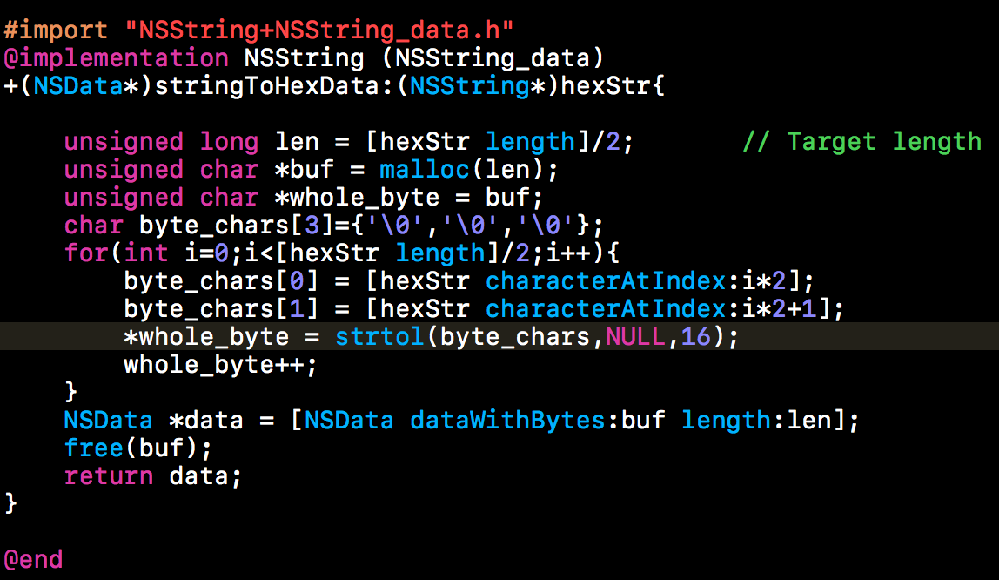 #import "NSString+NSString_data.h"
@implementation NSString (NSString_data)
+(NSData*)stringToHexData:(NSString*)hexStr{
unsigned long len = [hexStr length]/2; // Target length
unsigned char *buf = malloc(len);
unsigned char *whole_byte = buf;
char byte_chars[3]={'\0','\0','\0'};
for(int i=0;i<[hexStr length]/2;i++){
byte_chars[0] = [hexStr characterAtIndex:i*2];
byte_chars[1] = [hexStr characterAtIndex:i*2+1];
*whole_byte = strtol(byte_chars,NULL,16);
whole_byte++;
}
NSData *data = [NSData dataWithBytes:buf length:len];
free(buf);
return data;
}
@end